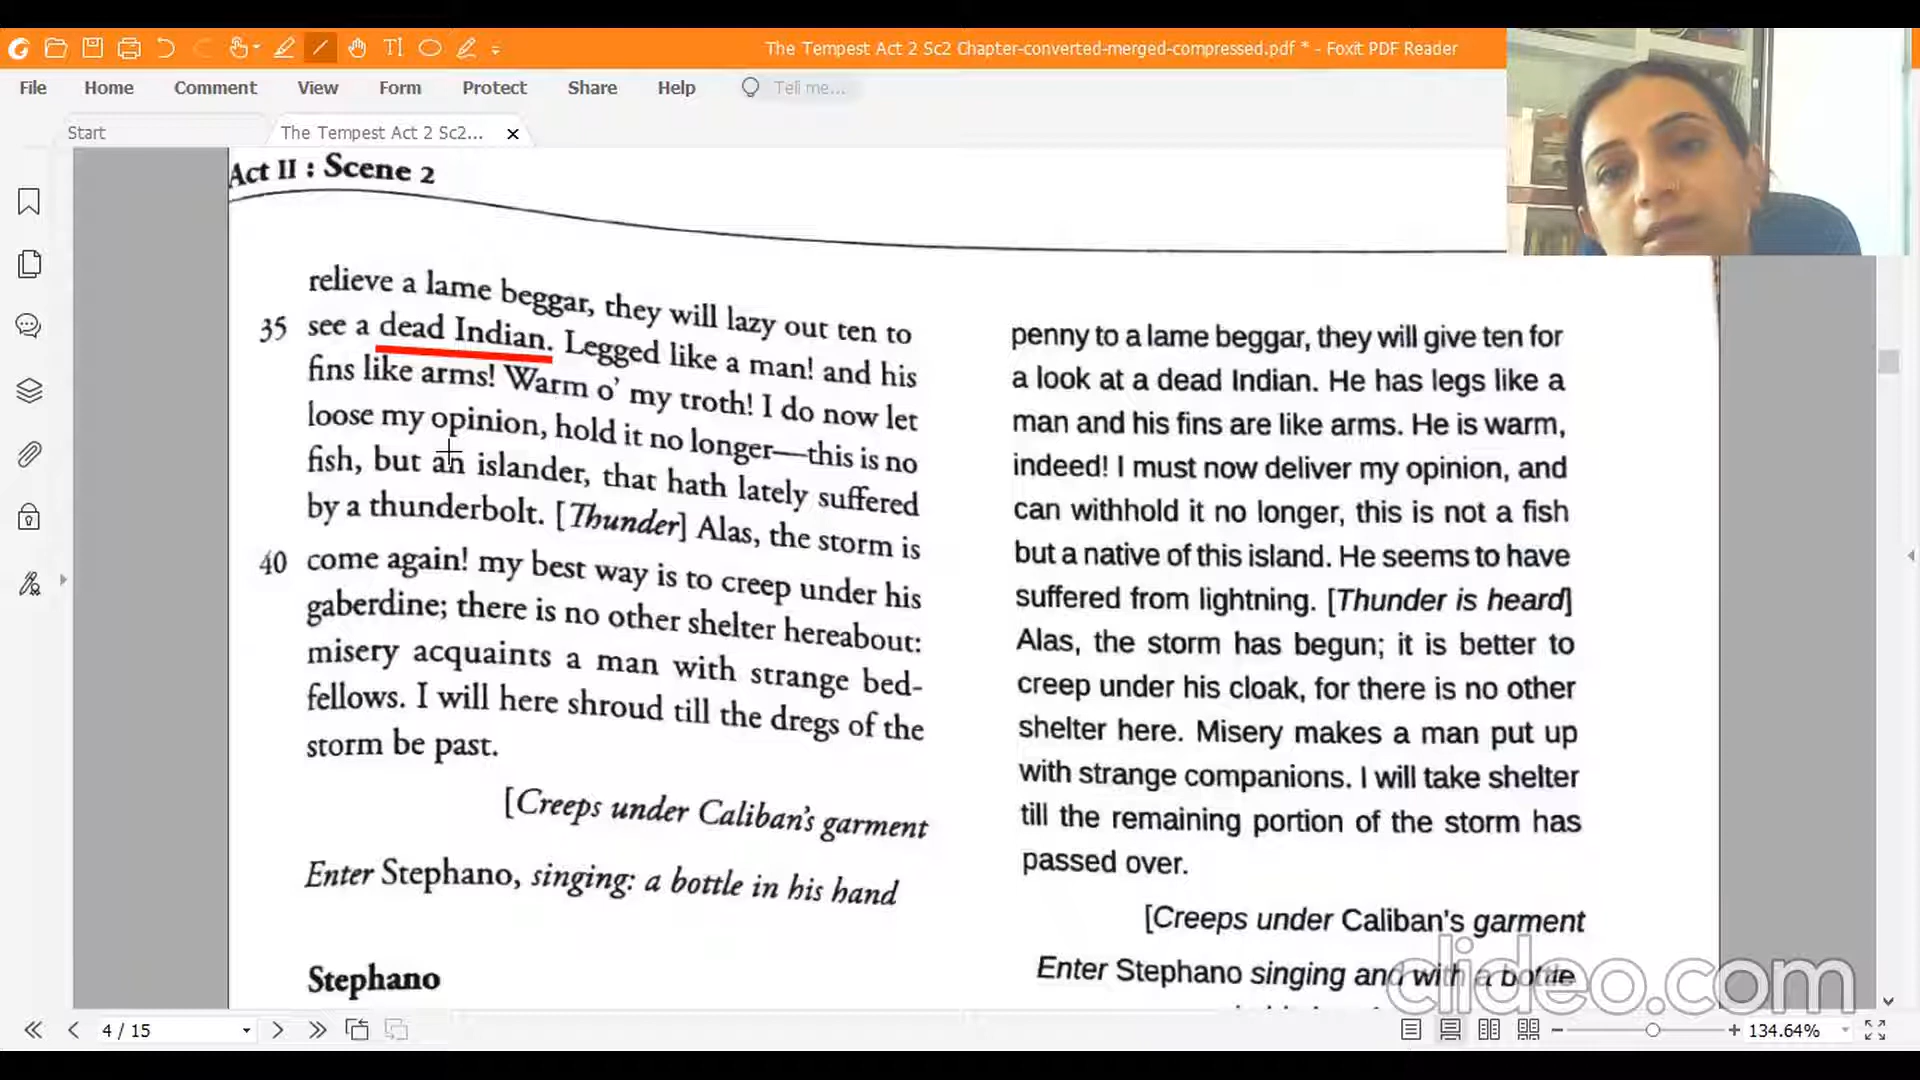 The Tempest Act 2 Sc2 Chapter-converted-merged-compressed.pdf * - Foxit PDF Reader
File Home Comment View Form Protect Share Help Tell me...
Start The Tempest Act 2 Sc2...
Act II : Scene 2
relieve a lame beggar, they will lazy out ten to
35 see a dead Indian. Legged like a man! and his
fins like arms! Warm o' my troth! I do now let
loose my opinion, hold it no longer—this is no
fish, but an islander, that hath lately suffered
by a thunderbolt. [Thunder] Alas, the storm is
40 come again! my best way is to creep under his
gaberdine; there is no other shelter hereabout:
misery acquaints a man with strange bed-
fellows. I will here shroud till the dregs of the
storm be past.
[Creeps under Caliban's garment
Enter Stephano, singing: a bottle in his hand
Stephano
penny to a lame beggar, they will give ten for
a look at a dead Indian. He has legs like a
man and his fins are like arms. He is warm,
indeed! I must now deliver my opinion, and
can withhold it no longer, this is not a fish
but a native of this island. He seems to have
suffered from lightning. [Thunder is heard]
Alas, the storm has begun; it is better to
creep under his cloak, for there is no other
shelter here. Misery makes a man put up
with strange companions. I will take shelter
till the remaining portion of the storm has
passed over.
[Creeps under Caliban's garment
Enter Stephano singing and with a bottle
clideo.com
4 / 15
134.64%